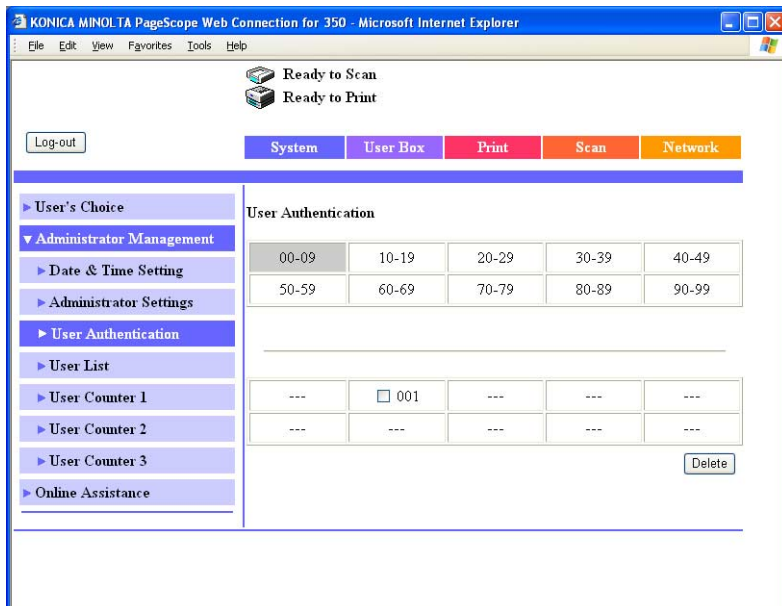 KONICA MINOLTA PageScope Web Connection for 350 - Microsoft Internet Explorer
File Edit View Favorites Tools Help
Ready to Scan
Ready to Print
Log-out
System User Box Print Scan Network
User's Choice
Administrator Management
Date & Time Setting
Administrator Settings
User Authentication
User List
User Counter 1
User Counter 2
User Counter 3
Online Assistance
User Authentication
00-09 10-19 20-29 30-39 40-49
50-59 60-69 70-79 80-89 90-99
--- 001 --- --- ---
--- --- --- --- ---
Delete